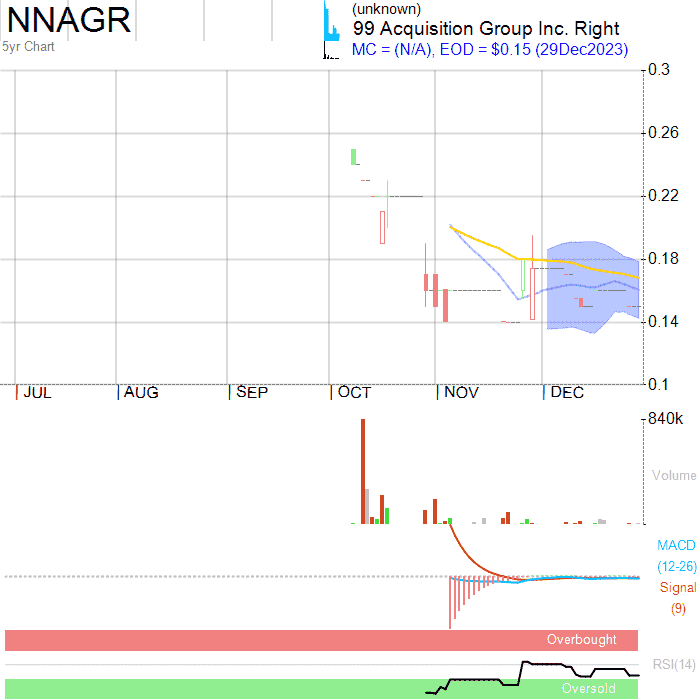 NNAGR
(unknown)
99 Acquisition Group Inc. Right
5yr Chart
MC = (N/A), EOD = $0.15 (29Dec2023)
0.3
0.26
0.22
0.18
0.14
0.1
JUL AUG SEP OCT NOV DEC
840k
Volume
MACD
(12-26)
Signal
(9)
Overbought
RSI(14)
Oversold